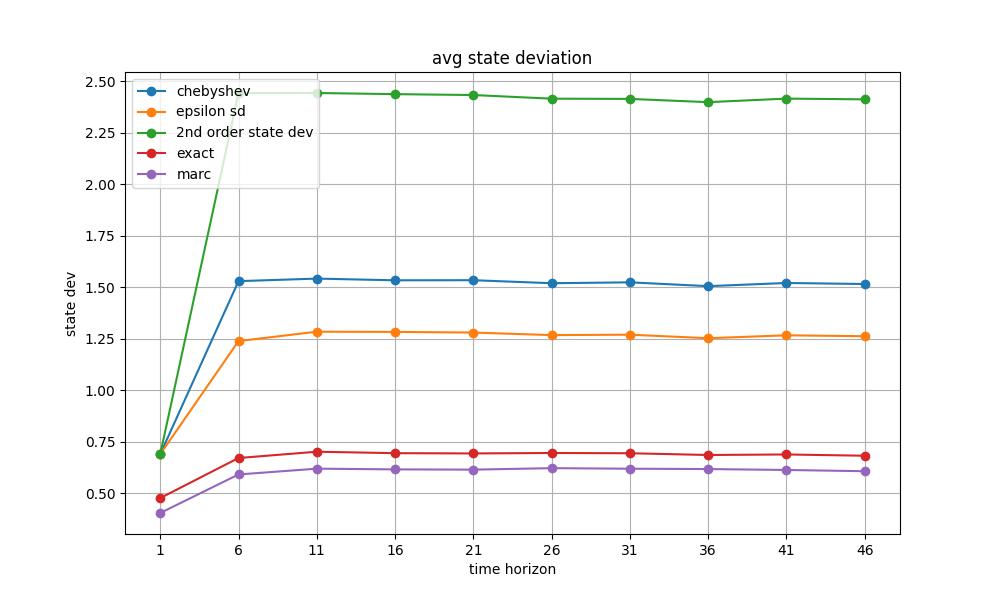 avg state deviation
2.50
2.25
2.00
1.75
1.50
1.25
1.00
0.75
0.50
state dev
chebyshev
epsilon sd
2nd order state dev
exact
marc
1 6 11 16 21 26 31 36 41 46
time horizon